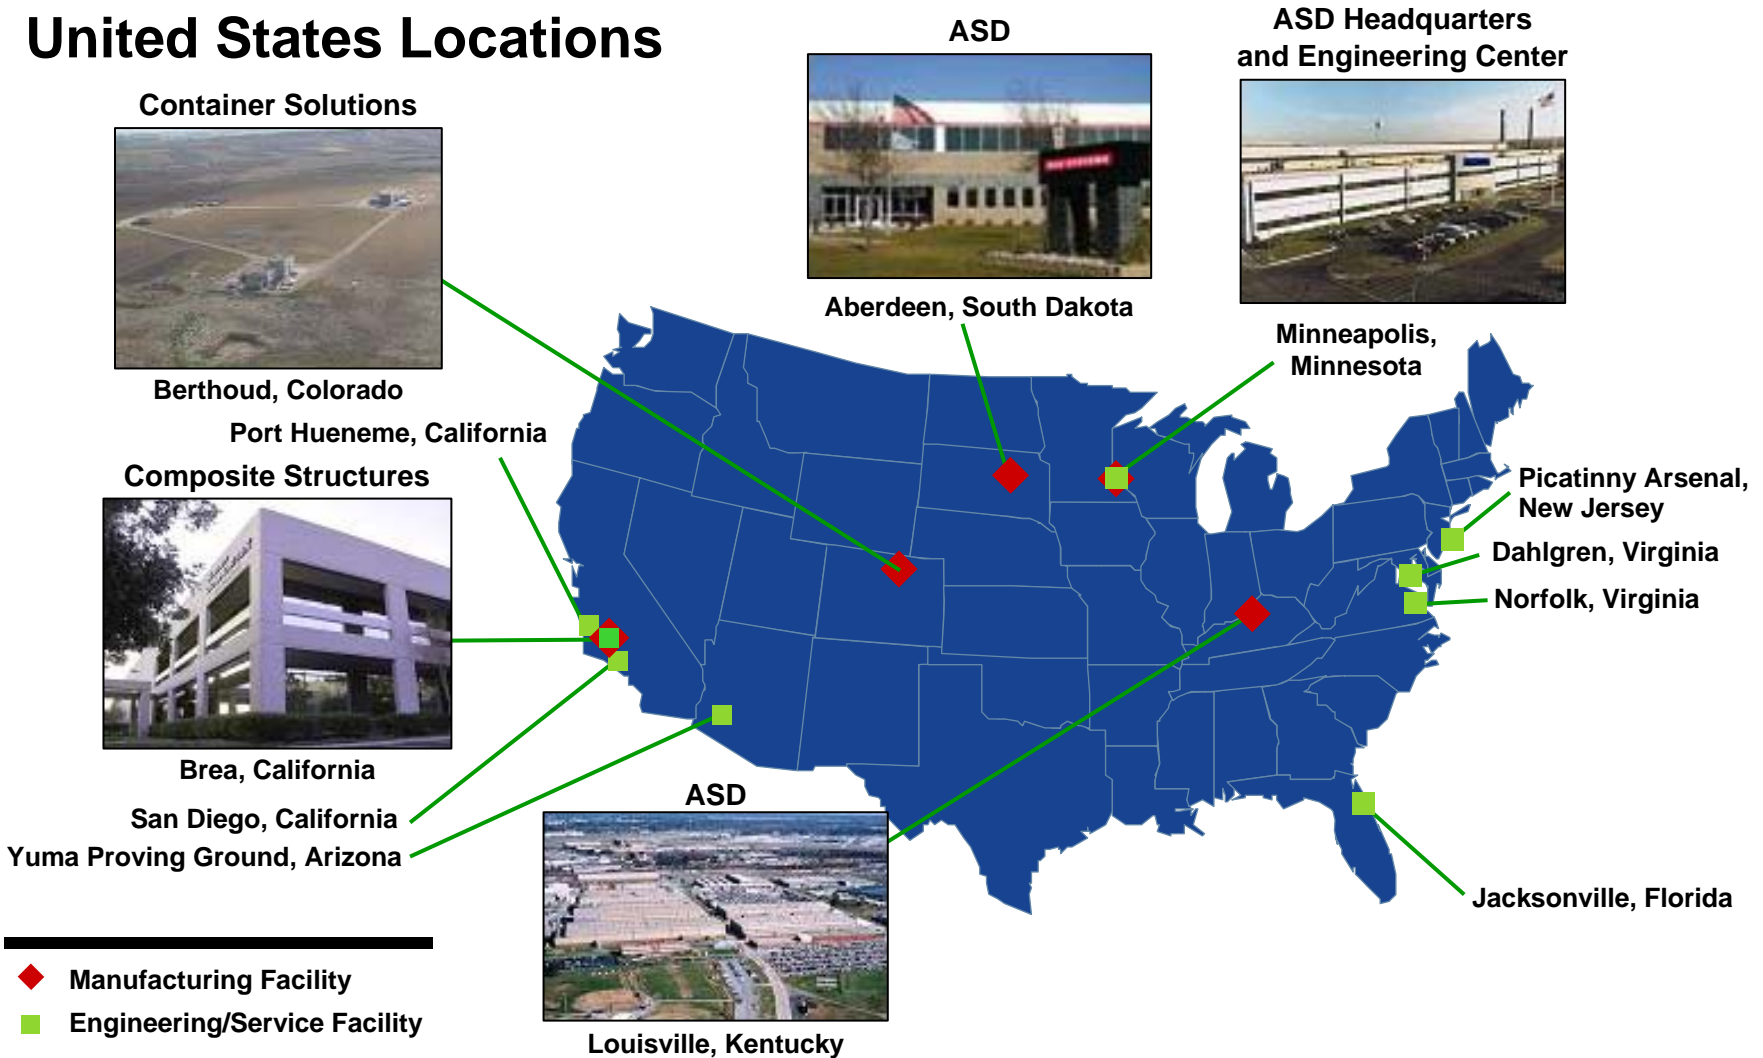 United States Locations
ASD
ASD Headquarters
and Engineering Center
Container Solutions
Aberdeen, South Dakota
Minneapolis,
Minnesota
Berthoud, Colorado
Port Hueneme, California
Composite Structures
Picatinny Arsenal,
New Jersey
Dahlgren, Virginia
Norfolk, Virginia
Brea, California
San Diego, California
Yuma Proving Ground, Arizona
ASD
Jacksonville, Florida
Louisville, Kentucky
Manufacturing Facility
Engineering/Service Facility